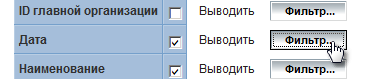 ID главной организации Выводить Фильтр...
Дата Выводить Фильтр...
Наименование Выводить Фильтр...